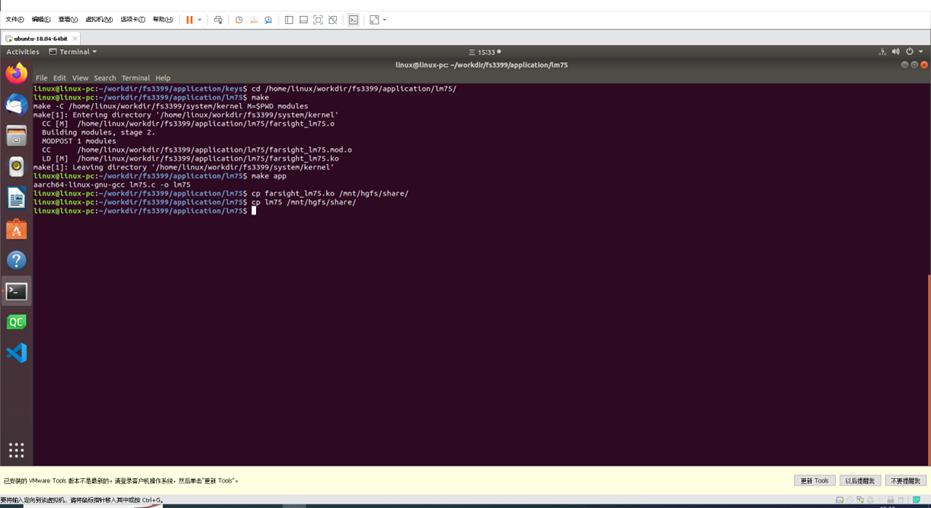 文件(F) 编辑(E) 查看(V) 虚拟机(M) 选项卡(T) 帮助(H)
ubuntu-18.04-64bit
Activities Terminal 三 15:33
linux@linux-pc: ~/workdir/fs3399/application/lm75
File Edit View Search Terminal Help
linux@linux-pc:~/workdir/fs3399/application/keys$ cd /home/linux/workdir/fs3399/application/lm75/
linux@linux-pc:~/workdir/fs3399/application/lm75$ make
make -C /home/linux/workdir/fs3399/system/kernel M=$PWD modules
make[1]: Entering directory '/home/linux/workdir/fs3399/system/kernel'
CC [M] /home/linux/workdir/fs3399/application/lm75/farsight_lm75.o
Building modules, stage 2.
MODPOST 1 modules
CC /home/linux/workdir/fs3399/application/lm75/farsight_lm75.mod.o
LD [M] /home/linux/workdir/fs3399/application/lm75/farsight_lm75.ko
make[1]: Leaving directory '/home/linux/workdir/fs3399/system/kernel'
linux@linux-pc:~/workdir/fs3399/application/lm75$ make app
aarch64-linux-gnu-gcc lm75.c -o lm75
linux@linux-pc:~/workdir/fs3399/application/lm75$ cp farsight_lm75.ko /mnt/hgfs/share/
linux@linux-pc:~/workdir/fs3399/application/lm75$ cp lm75 /mnt/hgfs/share/
linux@linux-pc:~/workdir/fs3399/application/lm75$
QC
已安装的 VMware Tools 版本不是最新的。请登录客户机操作系统，然后单击"更新 Tools"。 更新 Tools 以后提醒我 不要提醒我
要将输入定向到该虚拟机，请将鼠标指针移入其中或按 Ctrl+G。